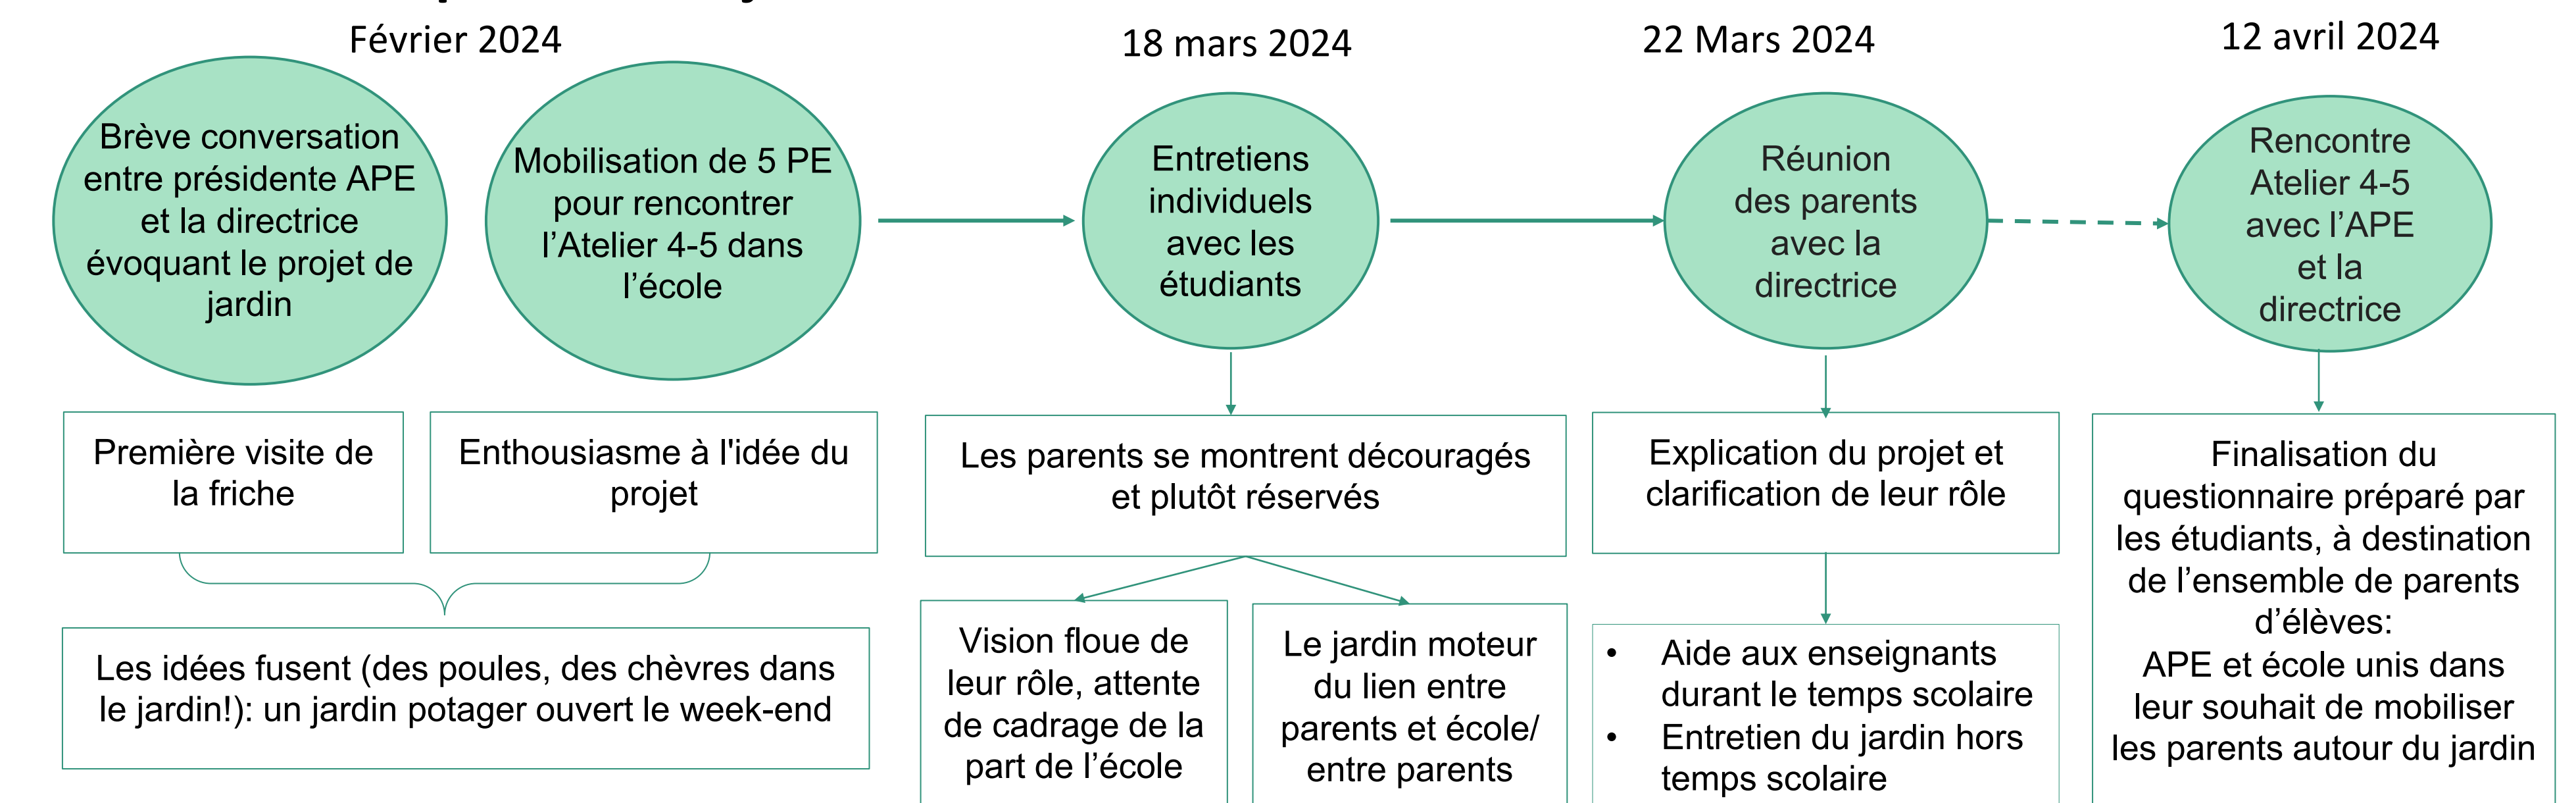 Février 2024
18 mars 2024
22 Mars 2024
12 avril 2024
Brève conversation
entre présidente APE
et la directrice
évoquant le projet de
jardin
Mobilisation de 5 PE
pour rencontrer
l’Atelier 4-5 dans
l’école
Entretiens
individuels
avec les
étudiants
Réunion
des parents
avec la
directrice
Rencontre
Atelier 4-5
avec l’APE
et la
directrice
Première visite de
la friche
Enthousiasme à l'idée du
projet
Les idées fusent (des poules, des chèvres dans
le jardin!): un jardin potager ouvert le week-end
Les parents se montrent découragés
et plutôt réservés
Vision floue de
leur rôle, attente
de cadrage de la
part de l’école
Le jardin moteur
du lien entre
parents et école/
entre parents
Explication du projet et
clarification de leur rôle
• Aide aux enseignants
durant le temps scolaire
• Entretien du jardin hors
temps scolaire
Finalisation du
questionnaire préparé par
les étudiants, à destination
de l’ensemble de parents
d’élèves:
APE et école unis dans
leur souhait de mobiliser
les parents autour du jardin